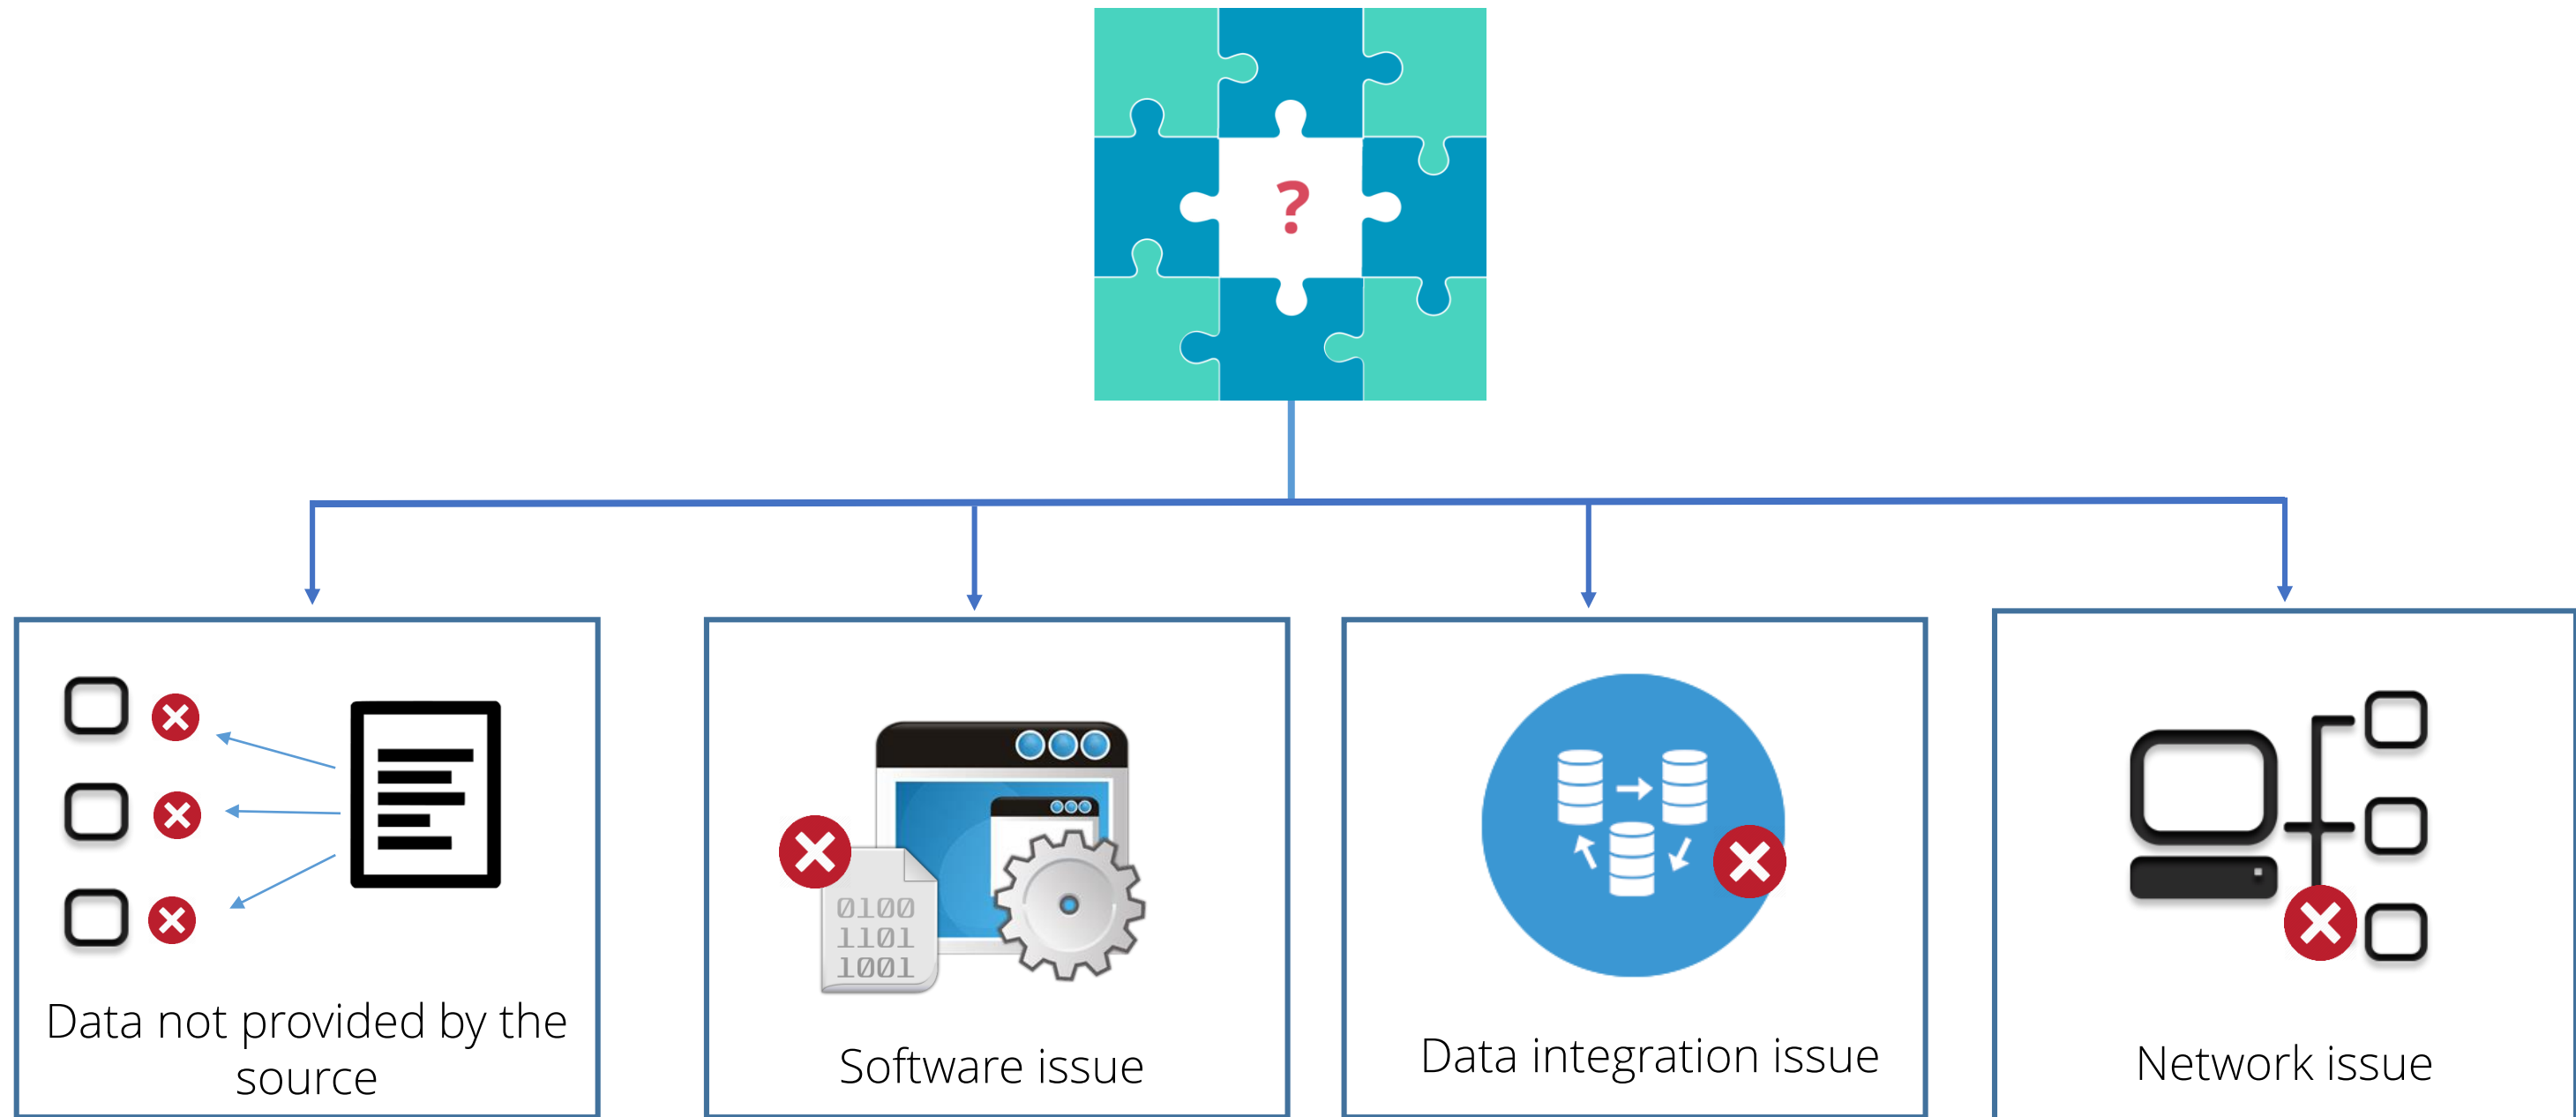 ?
0100
1101
1001
Data not provided by the
source
Software issue
Data integration issue
Network issue